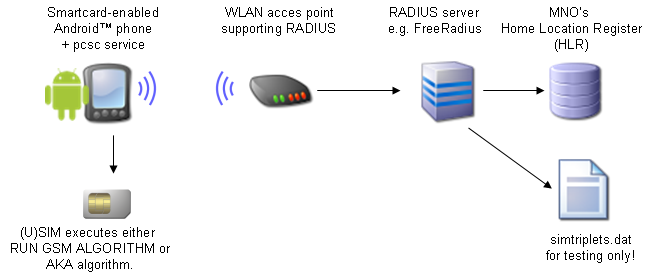 Smartcard-enabled
Android™ phone
+ pcsc service
WLAN acces point
supporting RADIUS
RADIUS server
e.g. FreeRadius
MNO's
Home Location Register
(HLR)
(U)SIM executes either
RUN GSM ALGORITHM or
AKA algorithm.
simtriplets.dat
for testing only!